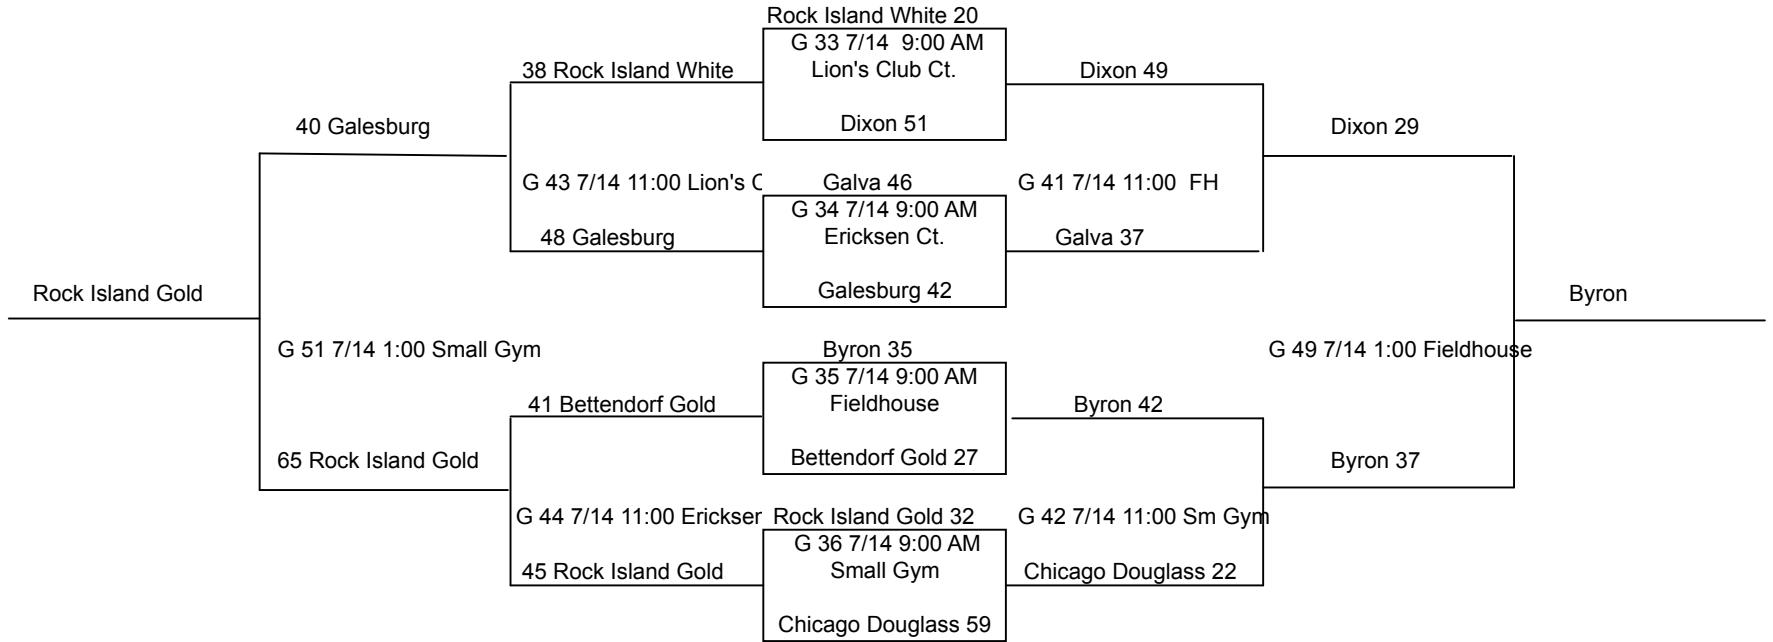 Rock Island White 20
G 33 7/14 9:00 AM
Lion's Club Ct.
38 Rock Island White
Dixon 49
Dixon 51
40 Galesburg
Dixon 29
G 43 7/14 11:00 Lion's C
Galva 46
G 41 7/14 11:00 FH
G 34 7/14 9:00 AM
Ericksen Ct.
48 Galesburg
Galva 37
Galesburg 42
Rock Island Gold
Byron
G 51 7/14 1:00 Small Gym
Byron 35
G 49 7/14 1:00 Fieldhouse
G 35 7/14 9:00 AM
Fieldhouse
41 Bettendorf Gold
Byron 42
Bettendorf Gold 27
65 Rock Island Gold
Byron 37
G 44 7/14 11:00 Ericksen
Rock Island Gold 32
G 42 7/14 11:00 Sm Gym
G 36 7/14 9:00 AM
Small Gym
45 Rock Island Gold
Chicago Douglass 22
Chicago Douglass 59